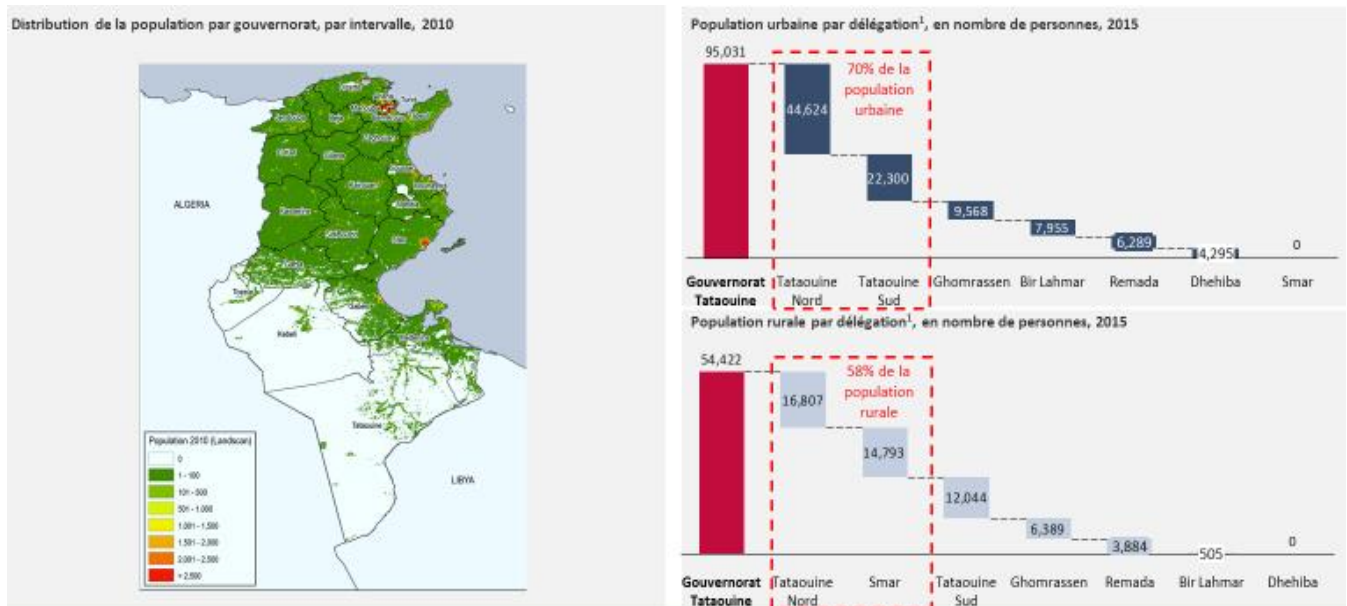 Distribution de la population par gouvernorat, par intervalle, 2010
ALGERIA
Kebili
Tataouine
LIBYA
Population 2010 (Landscan)
0
1 - 100
101 - 500
501 - 1,000
1,001 - 1,500
1,501 - 2,000
2,001 - 2,500
> 2,500
Population urbaine par délégation¹, en nombre de personnes, 2015
95,031
70% de la
population
urbaine
44,624
22,300
9,568
7,955
6,289
4,295
0
Gouvernorat Tataouine Tataouine Ghomrassen Bir Lahmar Remada Dhehiba Smar
Tataouine Nord Sud
Population rurale par délégation¹, en nombre de personnes, 2015
54,422
58% de la
population
rurale
16,807
14,793
12,044
6,389
3,884
505
0
Gouvernorat Tataouine Smar Tataouine Ghomrassen Remada Bir Lahmar Dhehiba
Tataouine Nord Sud